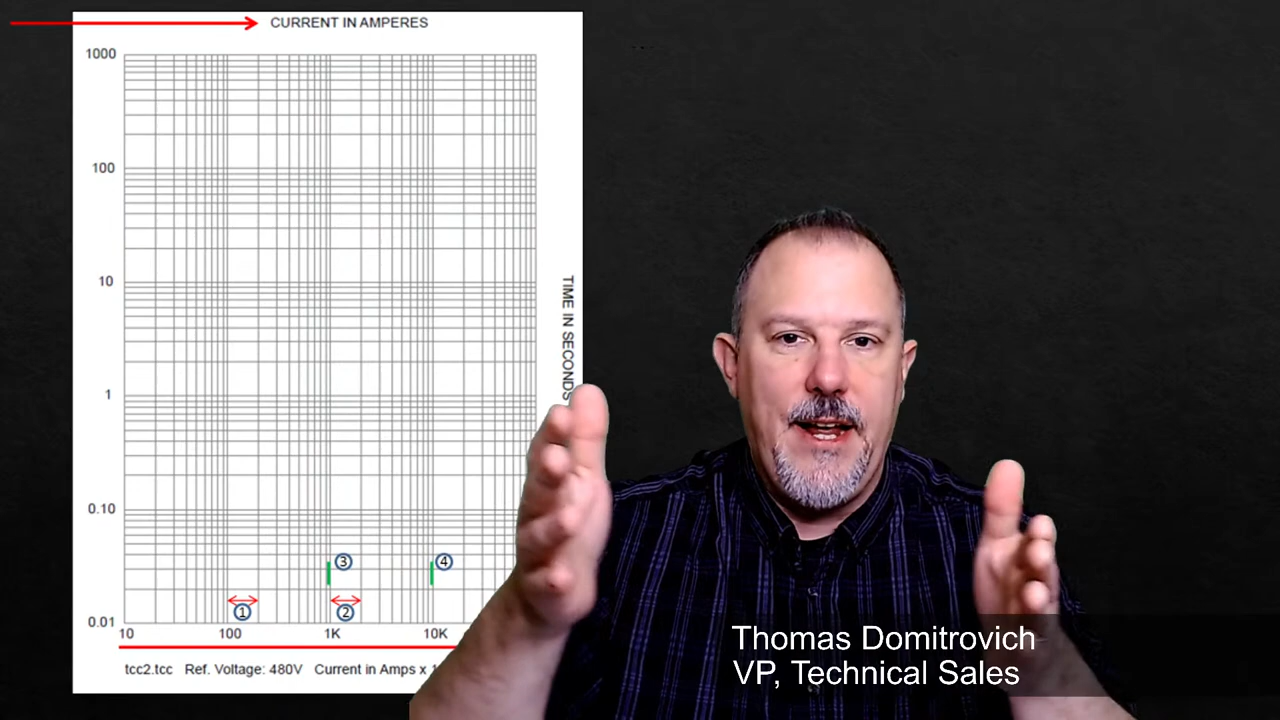 CURRENT IN AMPERES
1000
100
10
1
0.10
0.01
TIME IN SECONDS
③
④
①
②
10
100
1K
10K
tcc2.tcc Ref. Voltage: 480V Current in Amps x
Thomas Domitrovich
VP, Technical Sales